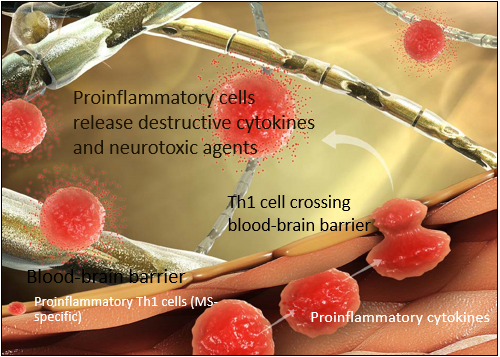 Proinflammatory cells
release destructive cytokines
and neurotoxic agents
Th1 cell crossing
blood-brain barrier
Blood-brain barrier
Proinflammatory Th1 cells (MS-
specific)
Proinflammatory cytokines